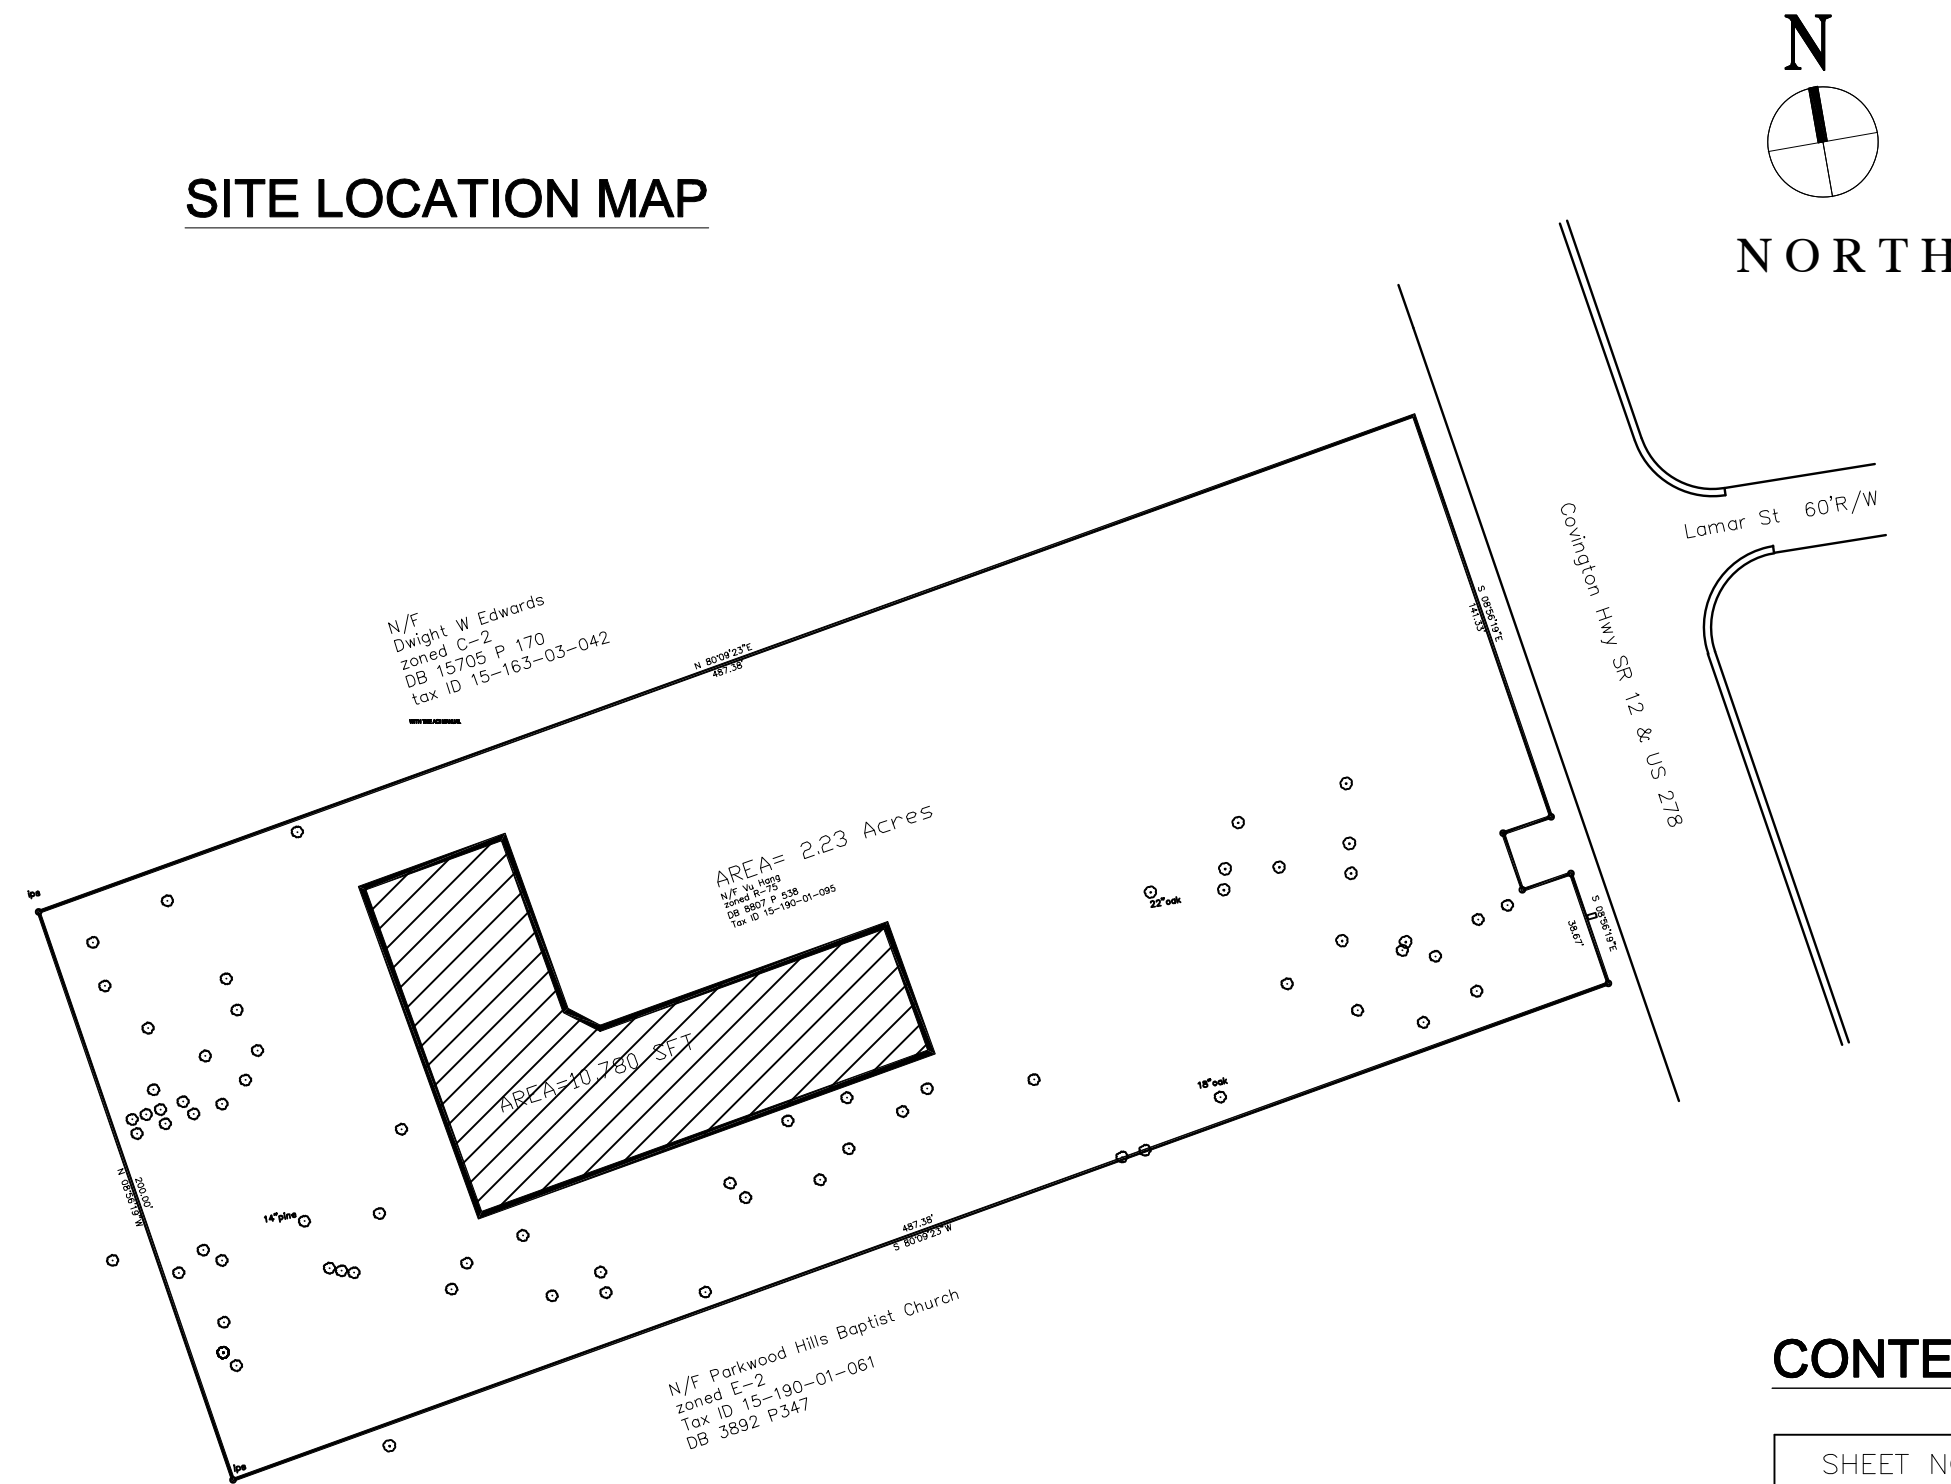 N
SITE LOCATION MAP
NORTH
Covington Hwy SR 12 & US 278
Lamar St 60'R/W
N/F
Dwight W Edwards
zoned C-2
DB 15705 P 170
tax ID 15-163-03-042
N 80°09'23"E
487.38'
S 08°56'19"E
141.33'
AREA= 2.23 Acres
N/F Vu Hang
zoned R-75
DB 8807 P 538
Tax ID 15-190-01-095
ips
22"oak
S 08°56'19"E
38.67'
AREA=10,780 SFT
18"oak
200.00'
N 08°56'19"W
14"pine
487.38'
S 80°09'23"W
N/F Parkwood Hills Baptist Church
zoned E-2
Tax ID 15-190-01-061
DB 3892 P347
ips
CONTE
SHEET N